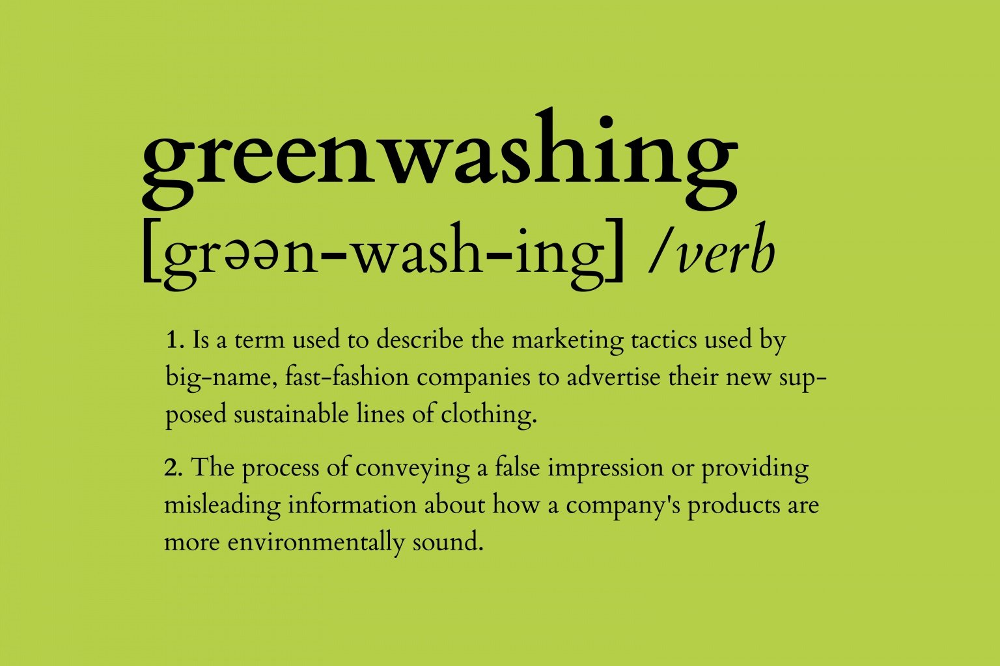 greenwashing
[grəən-wash-ing] /verb
1. Is a term used to describe the marketing tactics used by
big-name, fast-fashion companies to advertise their new sup-
posed sustainable lines of clothing.
2. The process of conveying a false impression or providing
misleading information about how a company's products are
more environmentally sound.